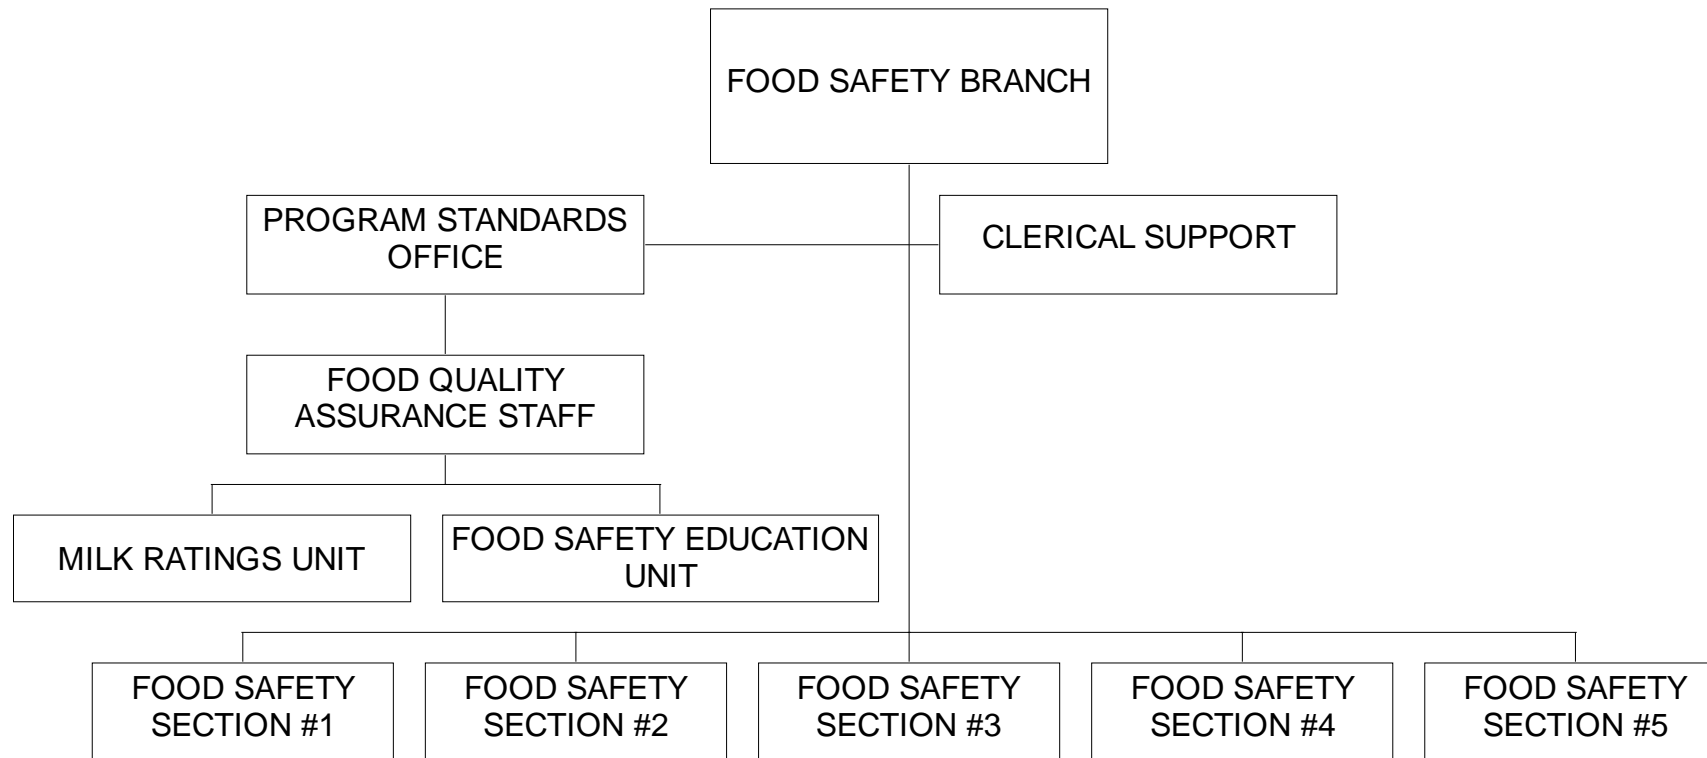 FOOD SAFETY BRANCH
PROGRAM STANDARDS
OFFICE
CLERICAL SUPPORT
FOOD QUALITY
ASSURANCE STAFF
MILK RATINGS UNIT
FOOD SAFETY EDUCATION
UNIT
FOOD SAFETY
SECTION #1
FOOD SAFETY
SECTION #2
FOOD SAFETY
SECTION #3
FOOD SAFETY
SECTION #4
FOOD SAFETY
SECTION #5